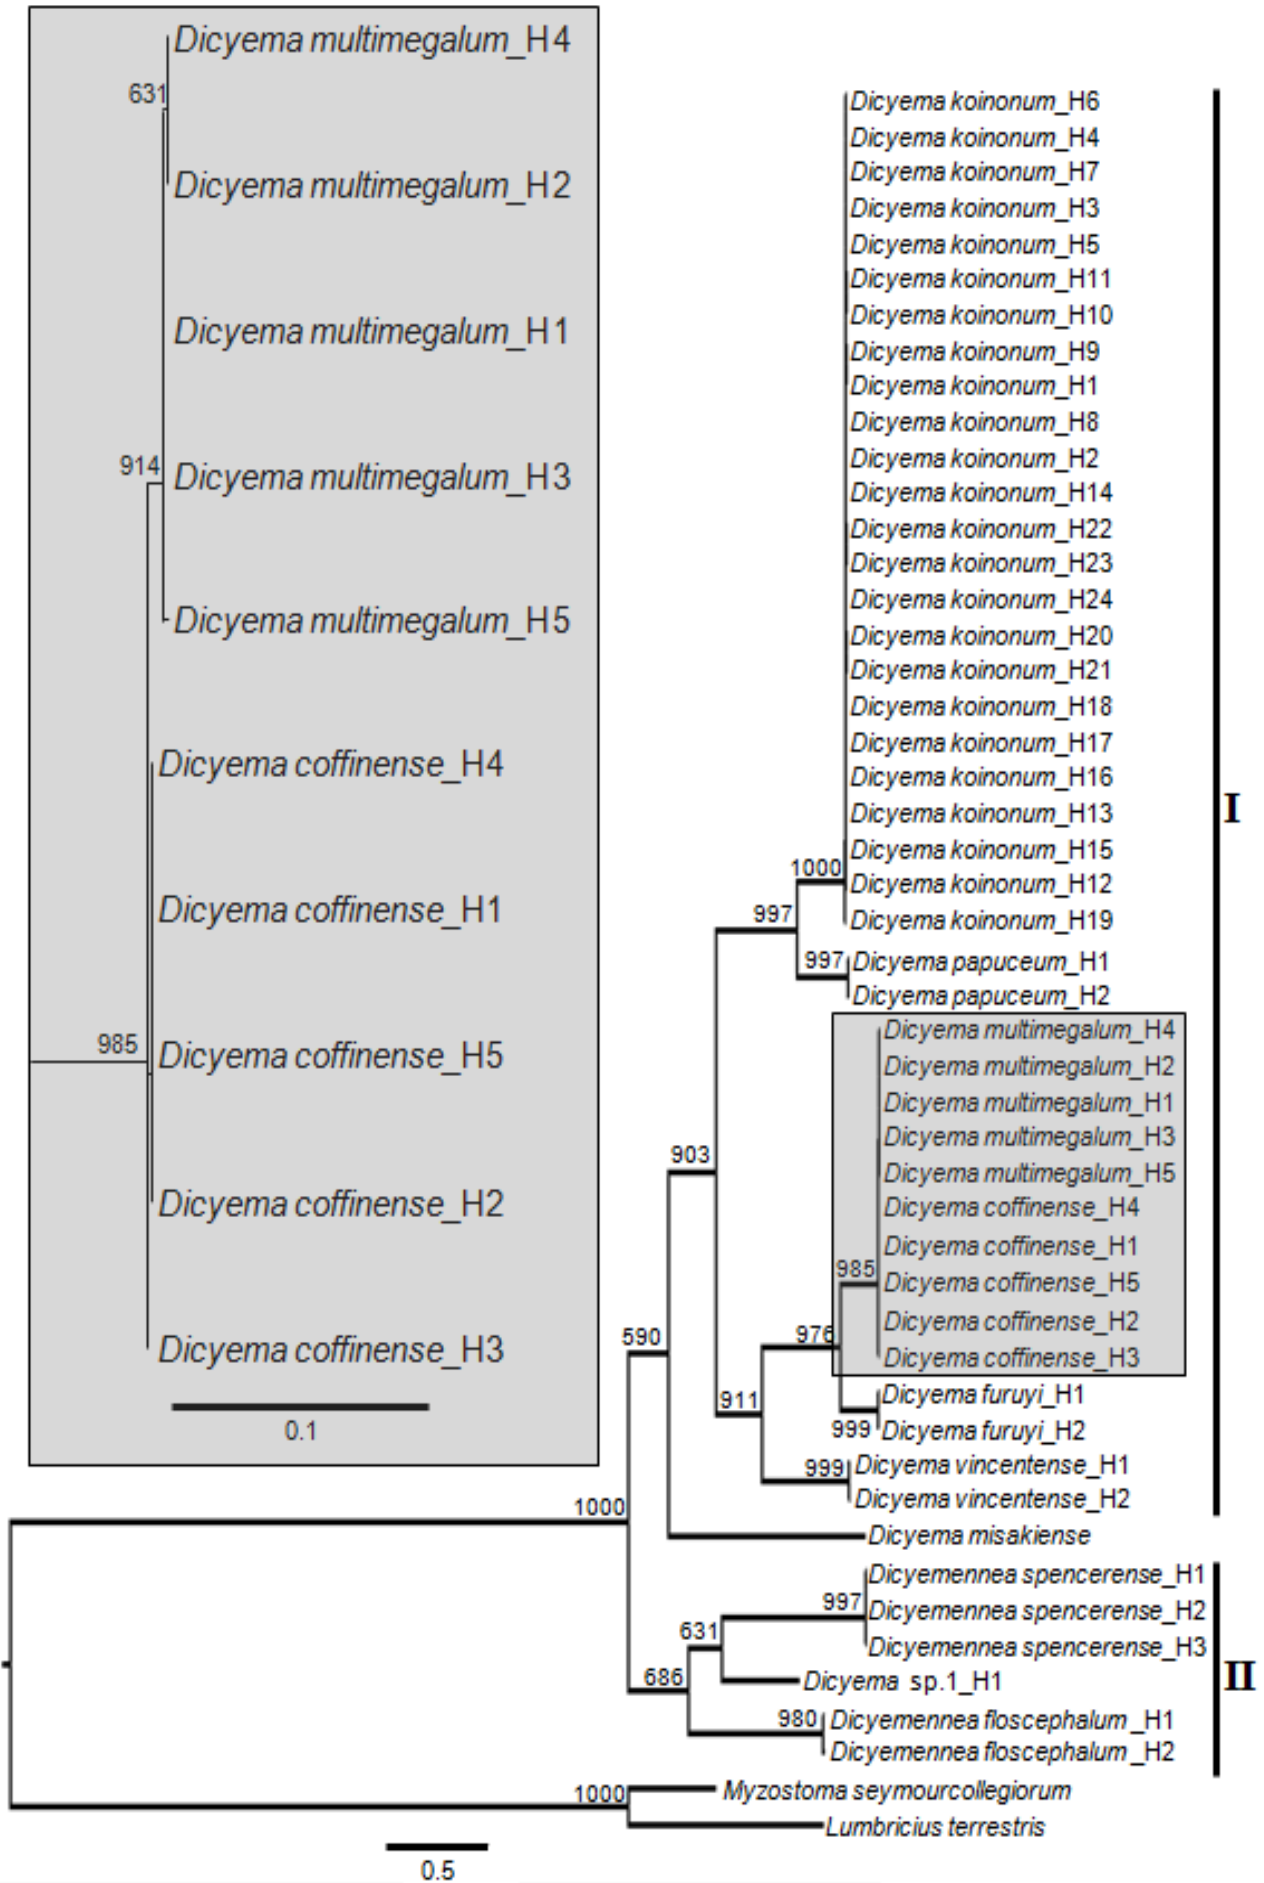 Dicyema multimegalum_H4
631
Dicyema multimegalum_H2
Dicyema multimegalum_H1
914
Dicyema multimegalum_H3
Dicyema multimegalum_H5
Dicyema coffinense_H4
Dicyema coffinense_H1
985
Dicyema coffinense_H5
Dicyema coffinense_H2
Dicyema coffinense_H3
0.1
Dicyema koinonum_H6
Dicyema koinonum_H4
Dicyema koinonum_H7
Dicyema koinonum_H3
Dicyema koinonum_H5
Dicyema koinonum_H11
Dicyema koinonum_H10
Dicyema koinonum_H9
Dicyema koinonum_H1
Dicyema koinonum_H8
Dicyema koinonum_H2
Dicyema koinonum_H14
Dicyema koinonum_H22
Dicyema koinonum_H23
Dicyema koinonum_H24
Dicyema koinonum_H20
Dicyema koinonum_H21
Dicyema koinonum_H18
Dicyema koinonum_H17
Dicyema koinonum_H16
I
Dicyema koinonum_H13
Dicyema koinonum_H15
1000
Dicyema koinonum_H12
997
Dicyema koinonum_H19
997
Dicyema papuceum_H1
Dicyema papuceum_H2
Dicyema multimegalum_H4
Dicyema multimegalum_H2
Dicyema multimegalum_H1
Dicyema multimegalum_H3
903
Dicyema multimegalum_H5
Dicyema coffinense_H4
Dicyema coffinense_H1
985
Dicyema coffinense_H5
Dicyema coffinense_H2
590
976
Dicyema coffinense_H3
911
Dicyema furuyi_H1
999
Dicyema furuyi_H2
999
Dicyema vincentense_H1
Dicyema vincentense_H2
1000
Dicyema misakiense
Dicyemennea spencerense_H1
997
Dicyemennea spencerense_H2
631
Dicyemennea spencerense_H3
686
Dicyema sp.1_H1
II
980
Dicyemennea floscephalum_H1
Dicyemennea floscephalum_H2
1000
Myzostoma seymourcollegiorum
Lumbricius terrestris
0.5